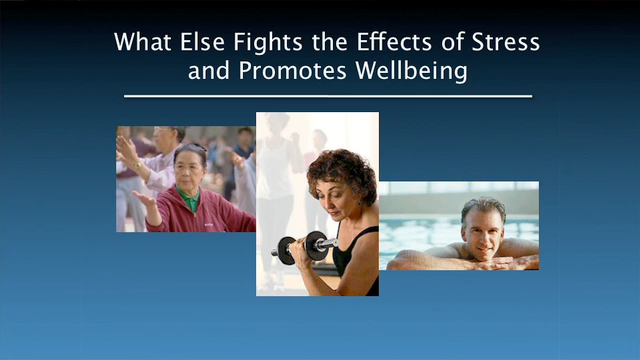 What Else Fights the Effects of Stress
and Promotes Wellbeing